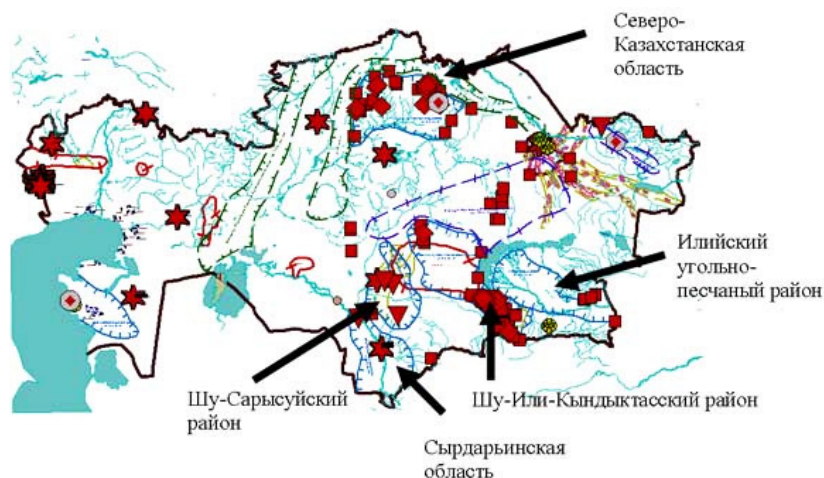 Северо-
Казахстанская
область
Илийский
угольно-
песчаный район
Шу-Сарысуйский
район
Шу-Или-Кындыктасский район
Сырдарьинская
область